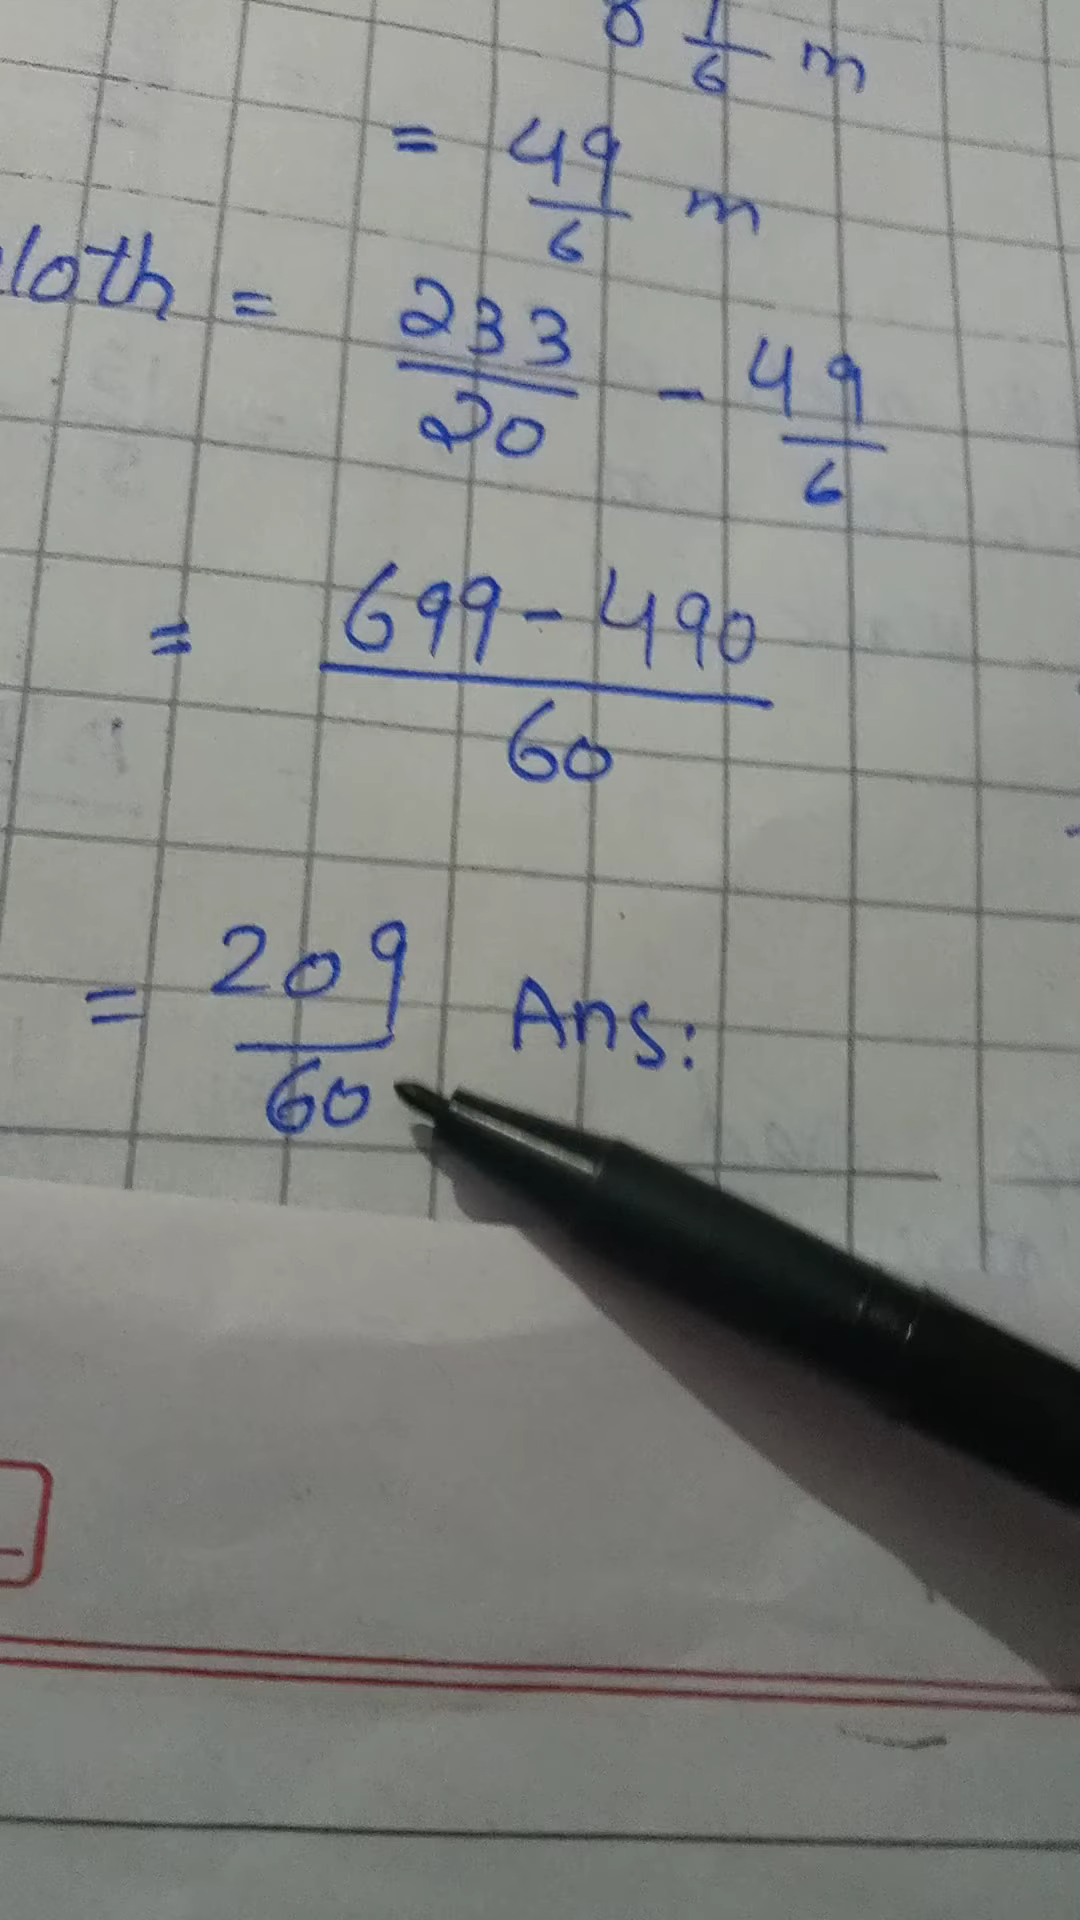 8 1/6 m
= 49/6 m
loth = 233/20 - 49/6
= 699-490/60
= 209/60 Ans: